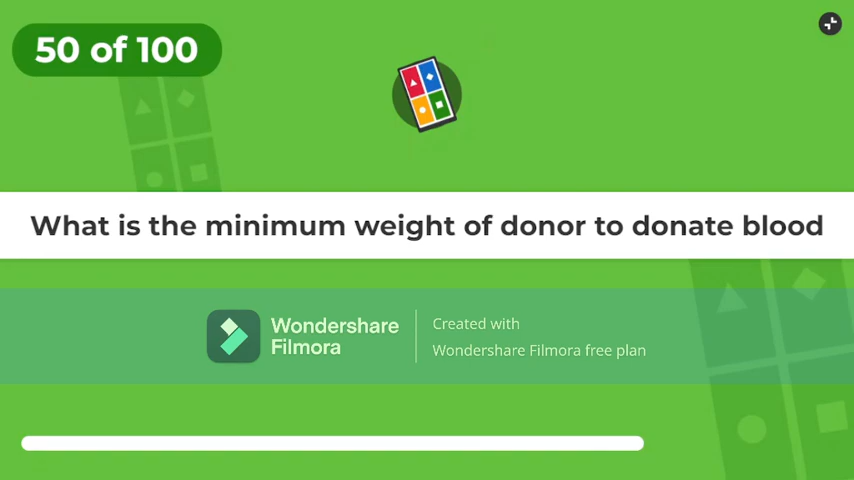 50 of 100
What is the minimum weight of donor to donate blood
Wondershare
Filmora
Created with
Wondershare Filmora free plan